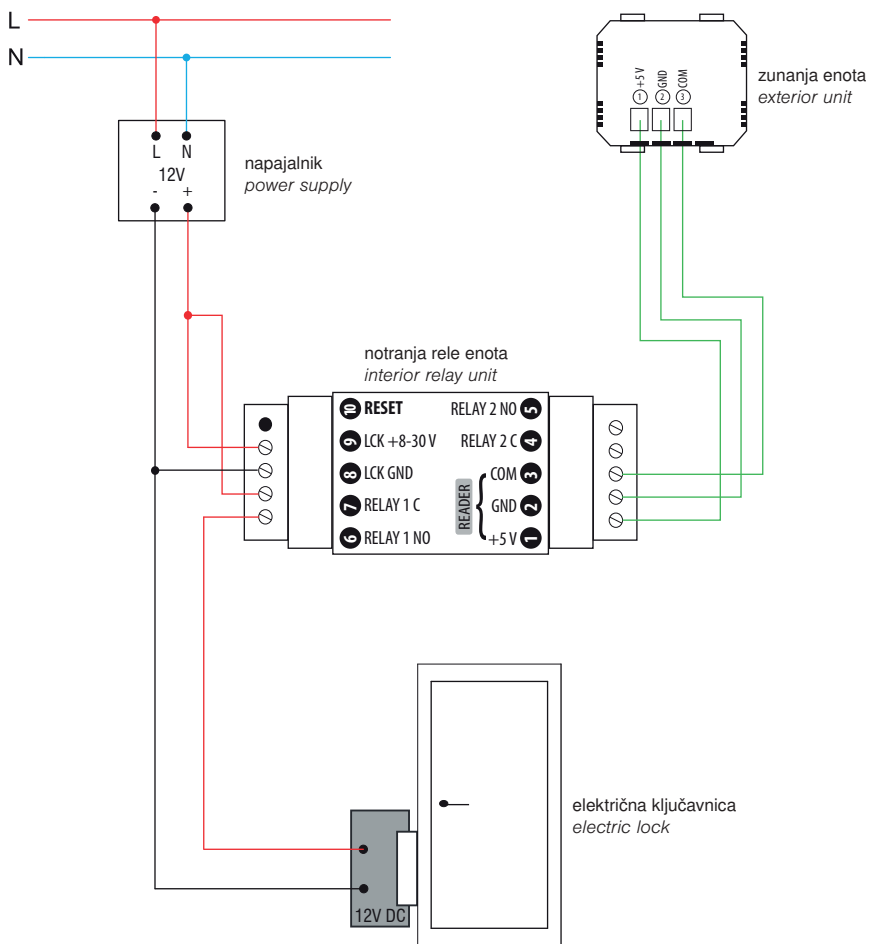 L
N
+5 V
GND
COM
1
2
3
zunanja enota
exterior unit
L N
12V
- +
napajalnik
power supply
notranja rele enota
interior relay unit
10 RESET
9 LCK +8-30 V
8 LCK GND
7 RELAY 1 C
6 RELAY 1 NO
RELAY 2 NO 5
RELAY 2 C 4
COM 3
GND 2
+5 V 1
READER
električna ključavnica
electric lock
12V DC